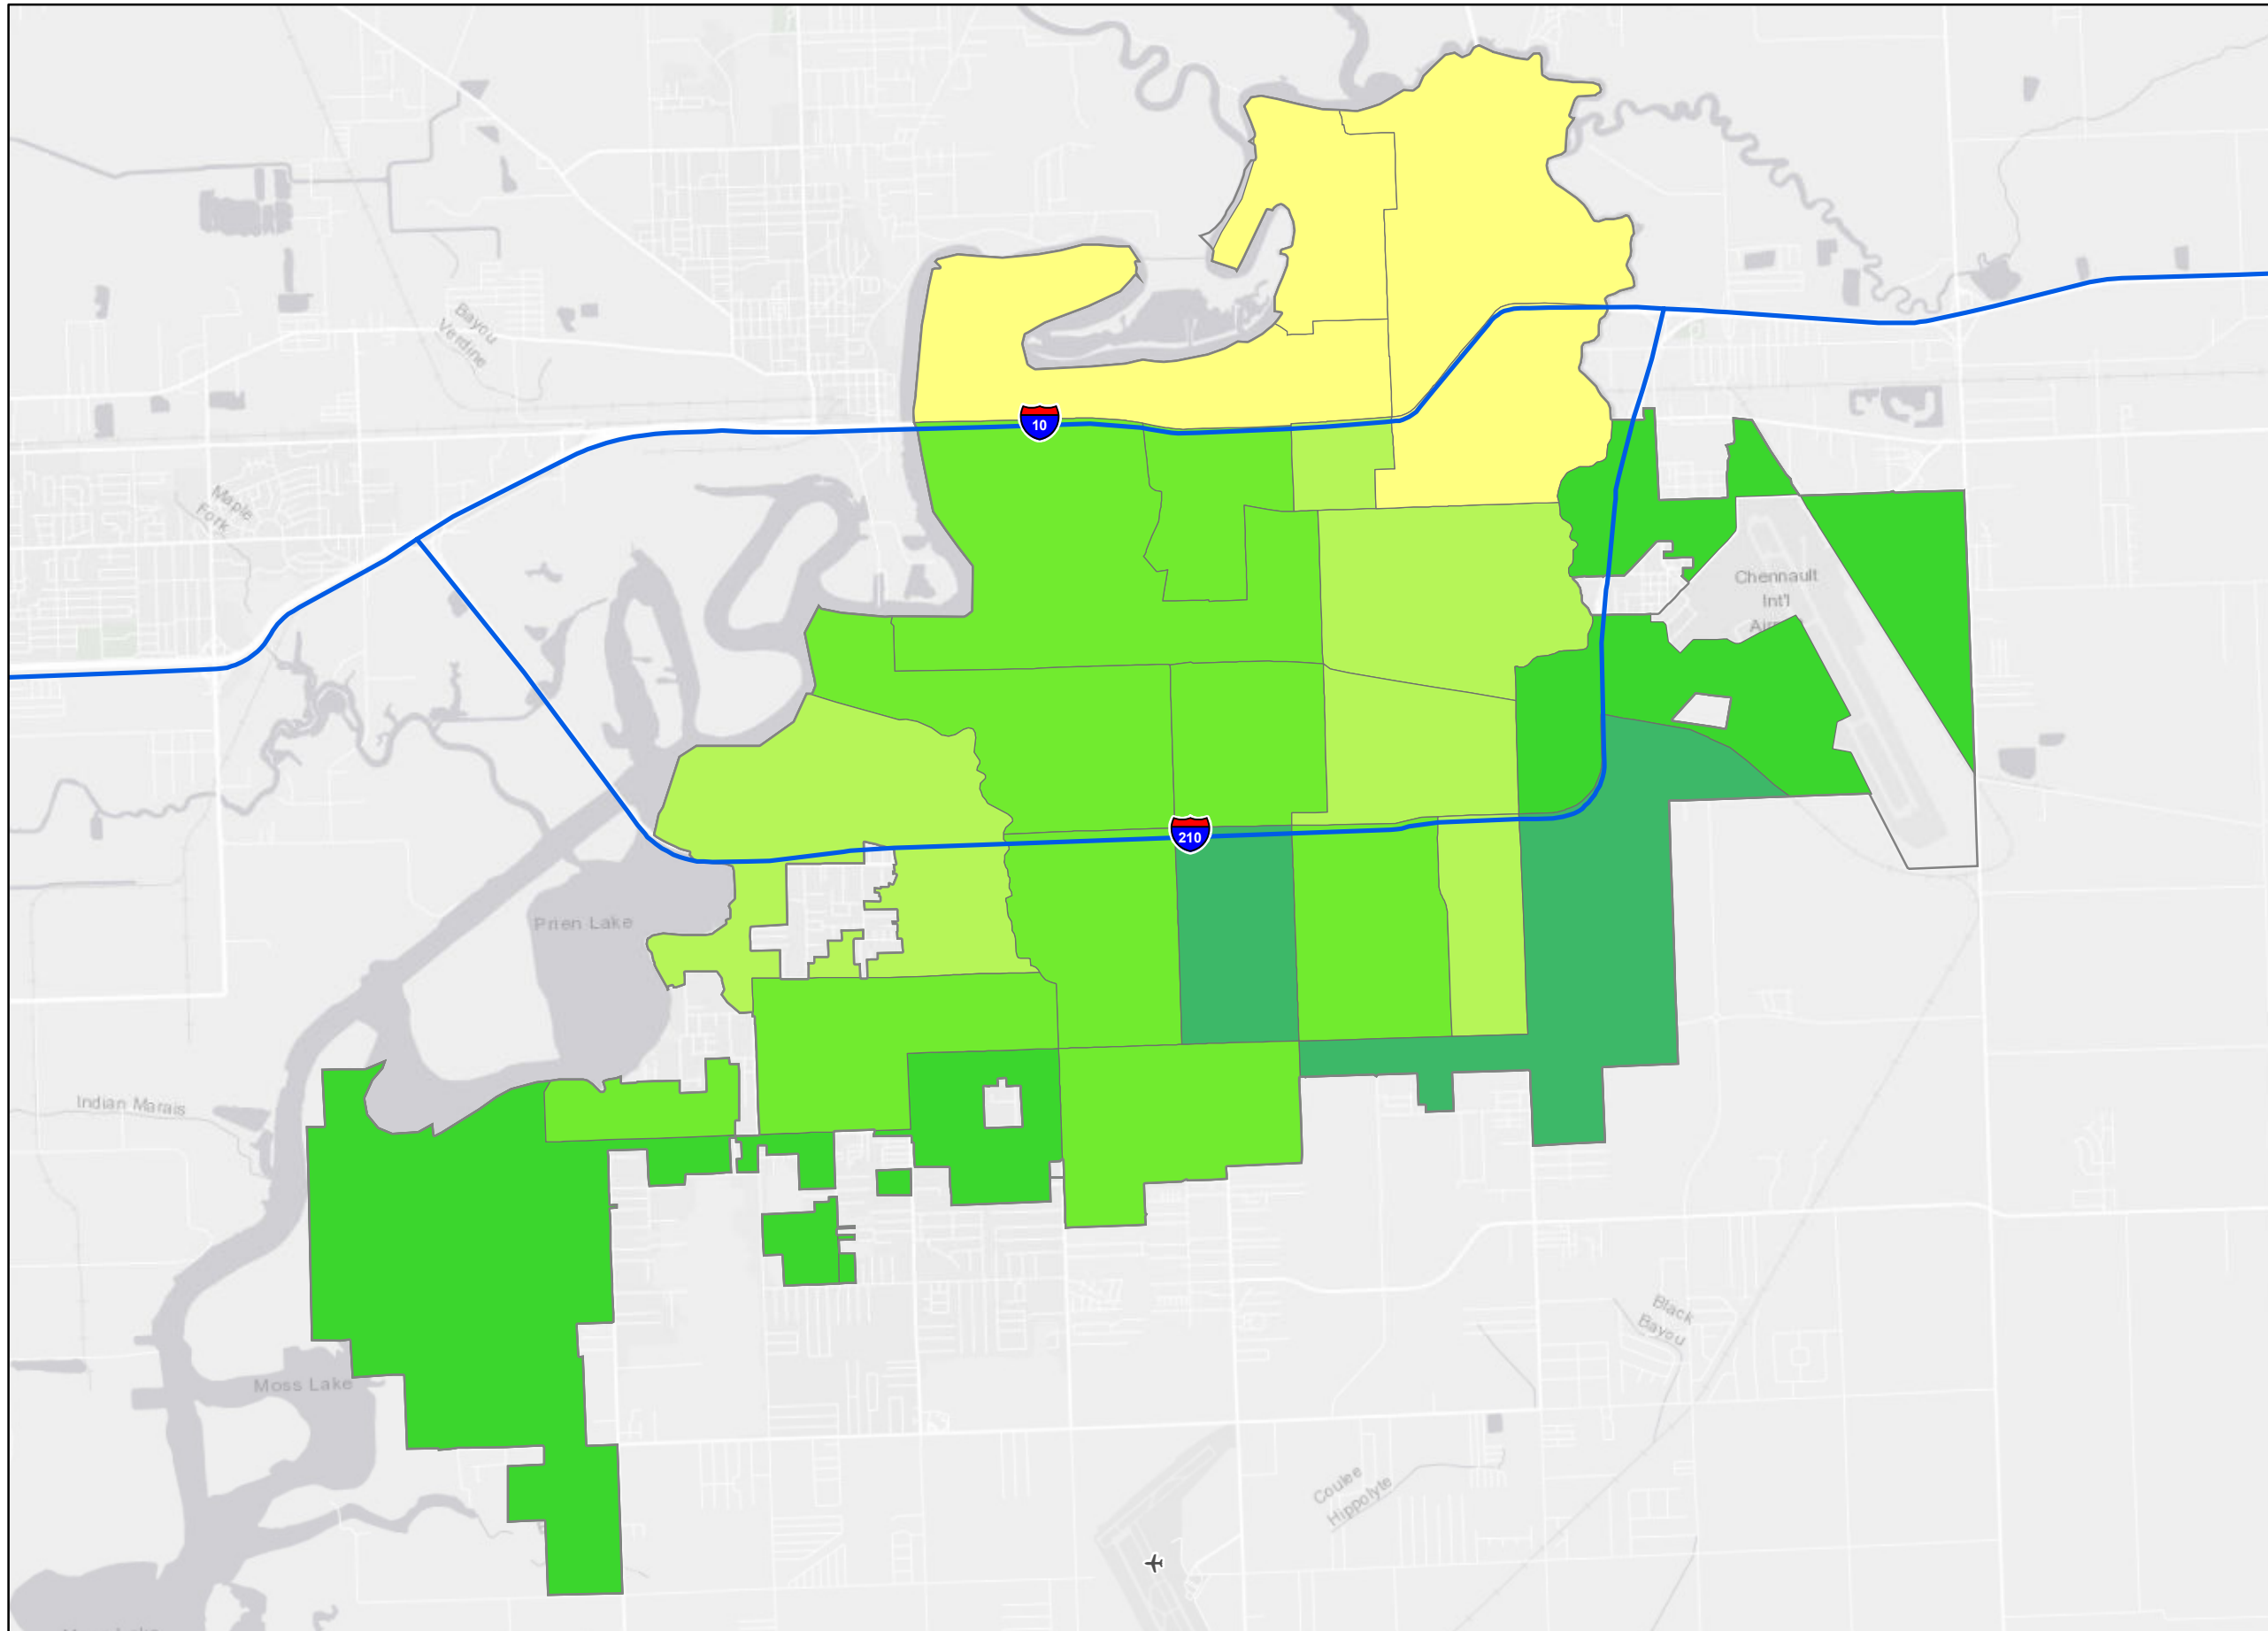 Bayou
Verdine
10
Maple
Fork
Chennault
Int'l
210
Prien Lake
Indian Marais
Black
Bayou
Moss Lake
Coulee
Hippolyte